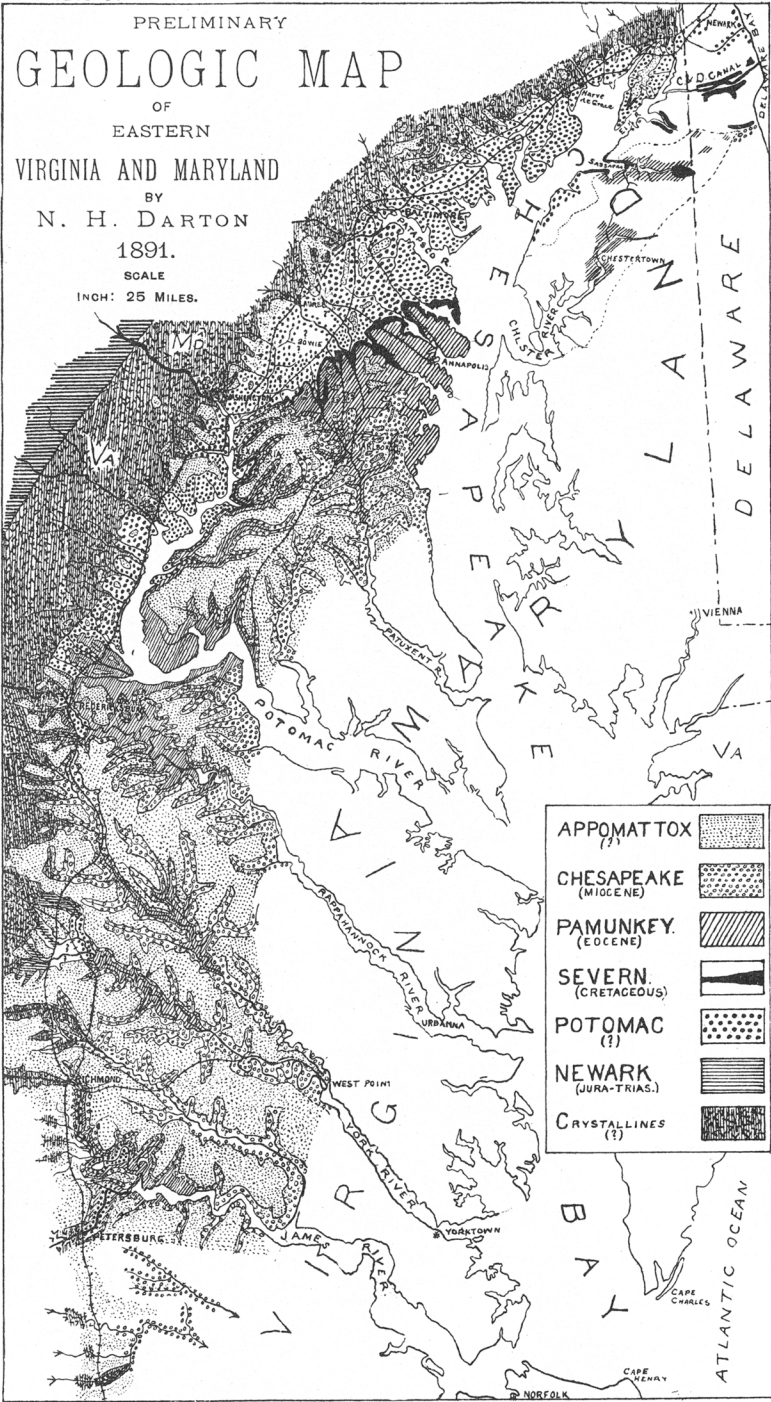 PRELIMINARY
GEOLOGIC MAP
OF
EASTERN
VIRGINIA AND MARYLAND
BY
N. H. DARTON
1891.
SCALE
INCH: 25 MILES.
NEWARK
DELAWARE BAY
C & D CANAL
HAVRE DE GRACE
SASSAFRAS
BALTIMORE
PATAPSCO R.
CHESTERTOWN
CHESTER RIVER
BOWIE
ANNAPOLIS
WASHINGTON
MD
VA
CHESAPEAKE
BAY
MARYLAND
DELAWARE
VIENNA
PATUXENT R.
FREDERICKSBURG
POTOMAC RIVER
VA
VIRGINIA
RAPPAHANNOCK RIVER
URBANNA
RICHMOND
WEST POINT
YORK RIVER
YORKTOWN
PETERSBURG
JAMES RIVER
CAPE CHARLES
CAPE HENRY
NORFOLK
ATLANTIC OCEAN
APPOMATTOX
(?)
CHESAPEAKE
(MIOCENE)
PAMUNKEY.
(EOCENE)
SEVERN.
(CRETACEOUS)
POTOMAC
(?)
NEWARK
(JURA-TRIAS.)
CRYSTALLINES
(?)